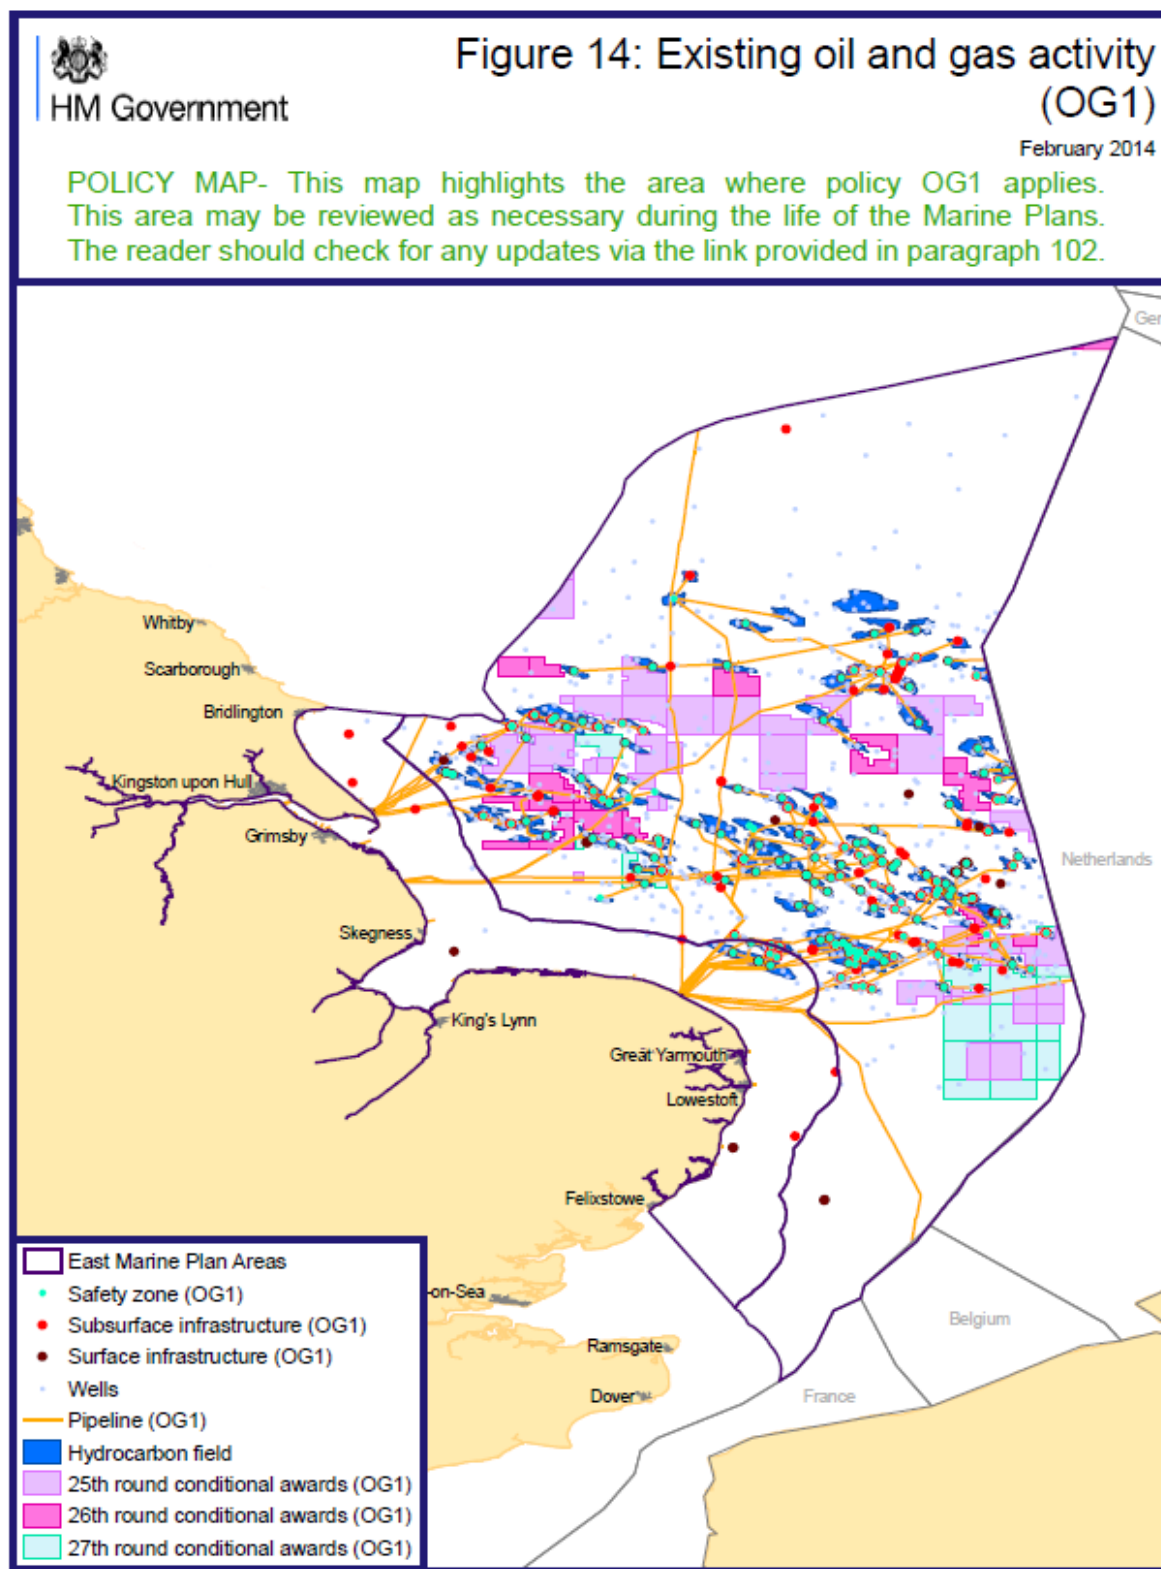 HM Government
Figure 14: Existing oil and gas activity
(OG1)
February 2014
POLICY MAP- This map highlights the area where policy OG1 applies.
This area may be reviewed as necessary during the life of the Marine Plans.
The reader should check for any updates via the link provided in paragraph 102.
Ger
Whitby
Scarborough
Bridlington
Kingston upon Hull
Grimsby
Netherlands
Skegness
King's Lynn
Great Yarmouth
Lowestoft
Felixstowe
East Marine Plan Areas
Safety zone (OG1)
Subsurface infrastructure (OG1)
Surface infrastructure (OG1)
Wells
Pipeline (OG1)
Hydrocarbon field
25th round conditional awards (OG1)
26th round conditional awards (OG1)
27th round conditional awards (OG1)
-on-Sea
Belgium
Ramsgate
Dover
France